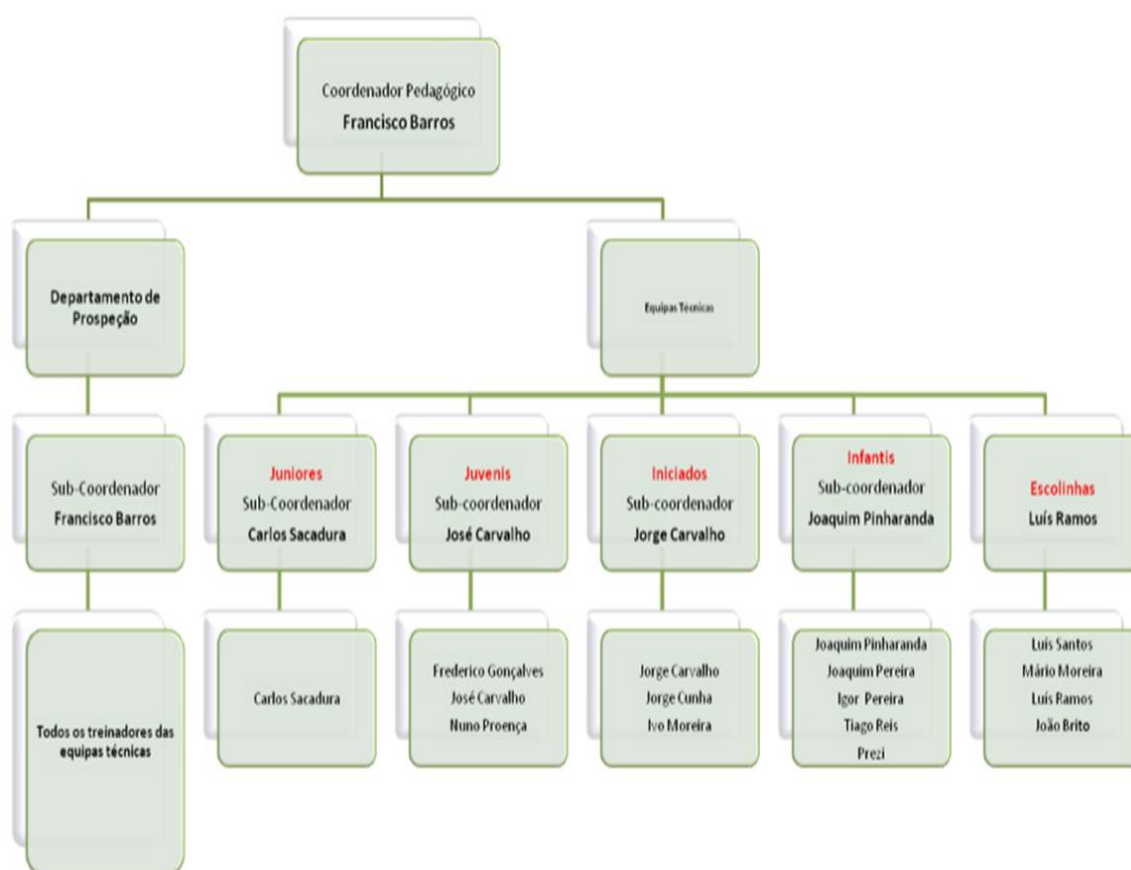 Coordenador Pedagógico
Francisco Barros
Departamento de
Prospeção
Equipas Técnicas
Sub-Coordenador
Francisco Barros
Juniores
Sub-Coordenador
Carlos Sacadura
Juvenis
Sub-coordenador
José Carvalho
Iniciados
Sub-coordenador
Jorge Carvalho
Infantis
Sub-coordenador
Joaquim Pinharanda
Escolinhas
Luís Ramos
Todos os treinadores das
equipas técnicas
Carlos Sacadura
Frederico Gonçalves
José Carvalho
Nuno Proença
Jorge Carvalho
Jorge Cunha
Ivo Moreira
Joaquim Pinharanda
Joaquim Pereira
Igor Pereira
Tiago Reis
Prezi
Luís Santos
Mário Moreira
Luís Ramos
João Brito